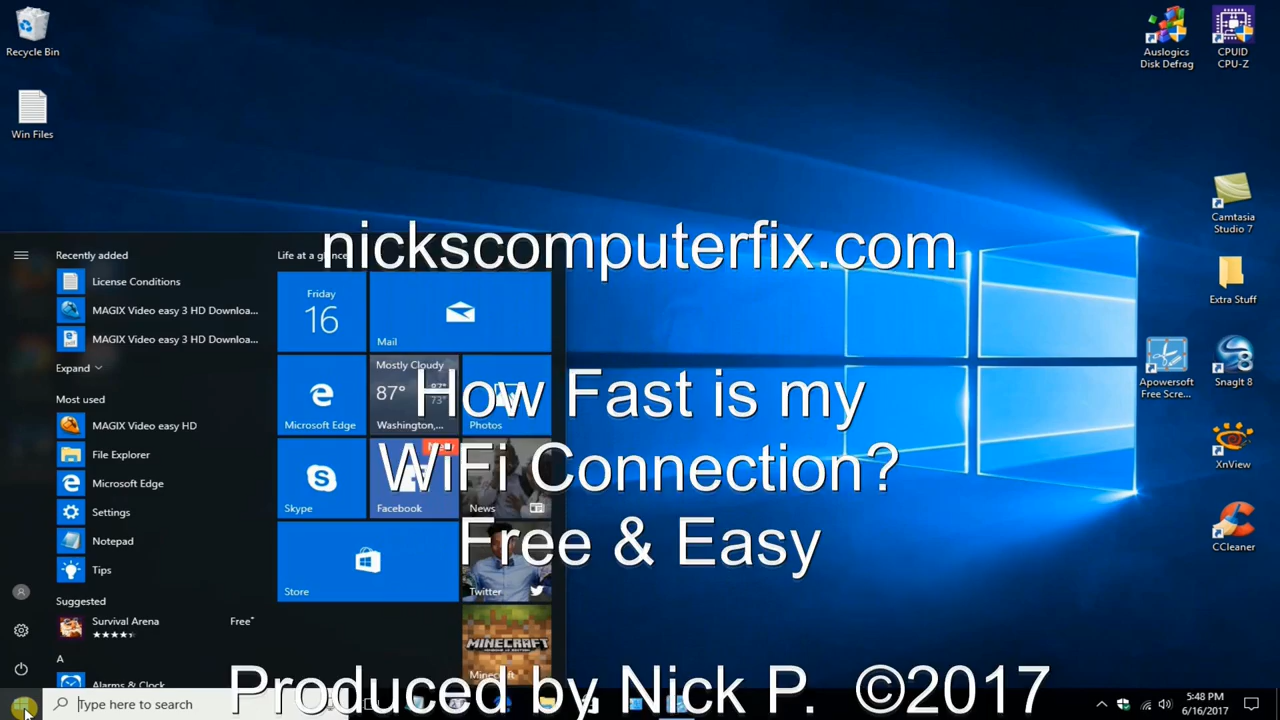 Recycle Bin
Win Files
Auslogics
Disk Defrag
CPUID
CPU-Z
Camtasia
Studio 7
Extra Stuff
Apowersoft
Free Scre...
SnagIt 8
XnView
CCleaner
nickscomputerfix.com
How Fast is my
WiFi Connection?
Free & Easy
Produced by Nick P. ©2017
Recently added
License Conditions
MAGIX Video easy 3 HD Downloa...
MAGIX Video easy 3 HD Downloa...
Expand
Most used
MAGIX Video easy HD
File Explorer
Microsoft Edge
Settings
Notepad
Tips
Suggested
Survival Arena
Free*
A
Alarms & Clock
Life at a glance
Friday
16
Mail
Microsoft Edge
Mostly Cloudy
87° 87°
73°
Washington,...
Photos
Skype
Facebook
News
Store
Twitter
MINECRAFT
Minecraft
Type here to search
5:48 PM
6/16/2017